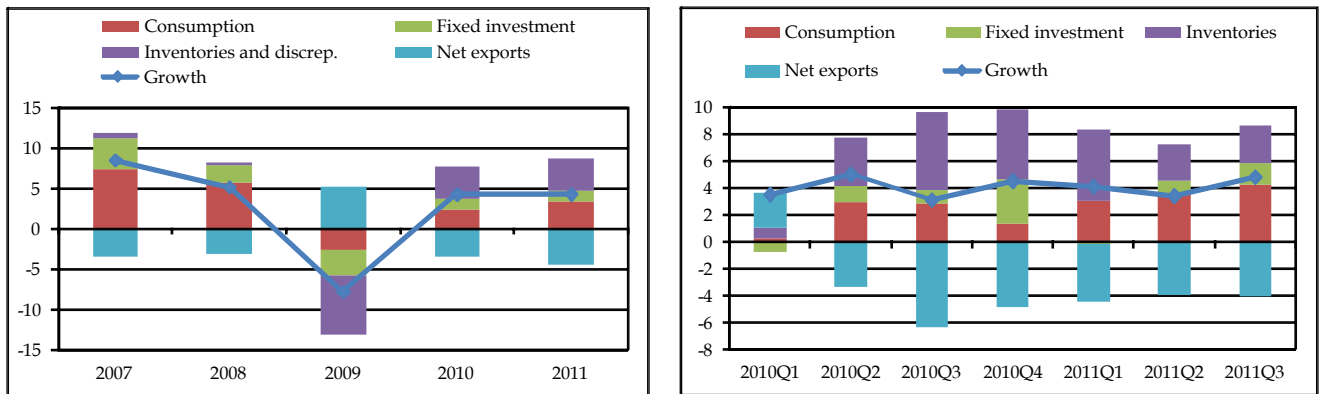 Consumption Fixed investment
Inventories and discrep. Net exports
Growth
15
10
5
0
-5
-10
-15
2007 2008 2009 2010 2011
Consumption Fixed investment Inventories
Net exports Growth
10
8
6
4
2
0
-2
-4
-6
-8
2010Q1 2010Q2 2010Q3 2010Q4 2011Q1 2011Q2 2011Q3